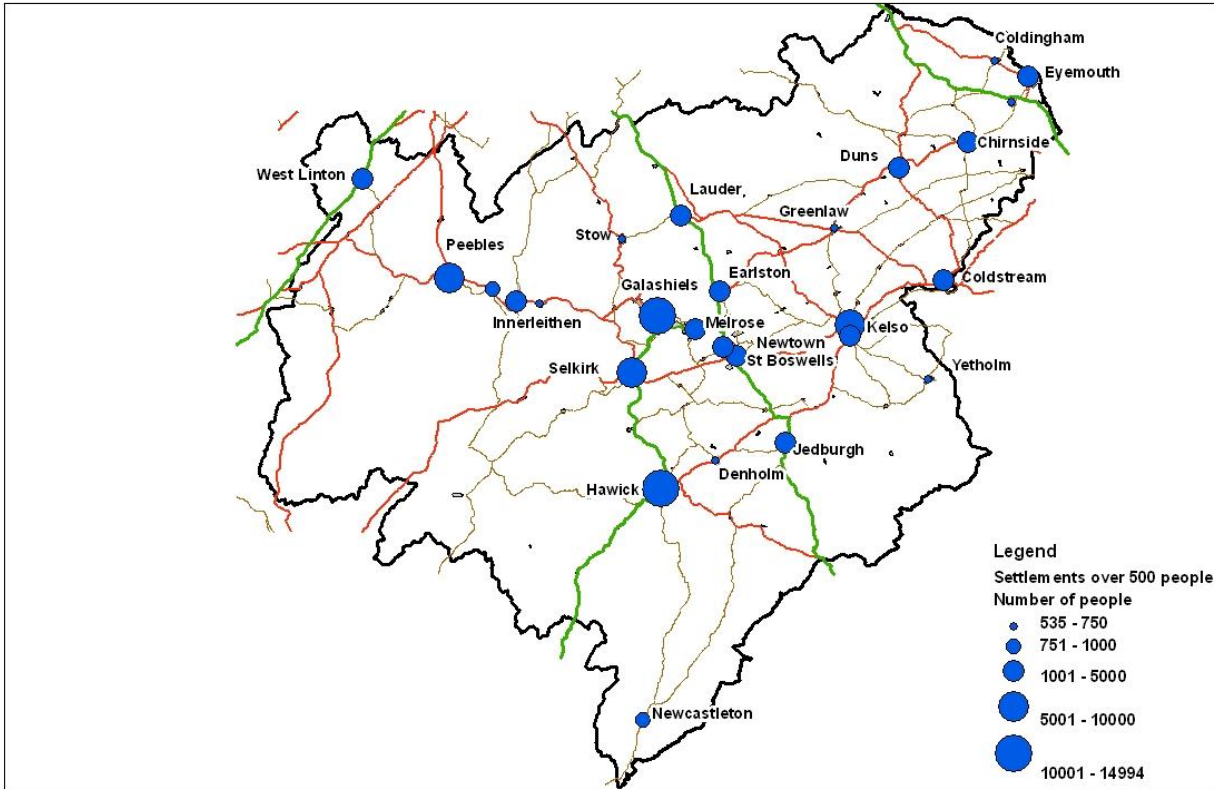 Coldingham
Eyemouth
Chirnside
Duns
West Linton
Lauder
Greenlaw
Stow
Peebles
Earlston
Coldstream
Galashiels
Innerleithen
Melrose
Kelso
Newtown
St Boswells
Selkirk
Yetholm
Jedburgh
Denholm
Hawick
Newcastleton
Legend
Settlements over 500 people
Number of people
535 - 750
751 - 1000
1001 - 5000
5001 - 10000
10001 - 14994